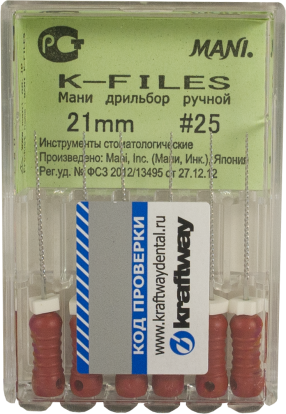 PCT
MANI.
K-FILES
Мани дрильбор ручной
21mm #25
Инструменты стоматологические
Произведено: Mani, Inc. (Мани, Инк.), Япония
Рег.уд. № ФСЗ 2012/13495 от 27.12.12
КОД ПРОВЕРКИ
www.kraftwaydental.ru
kraftway